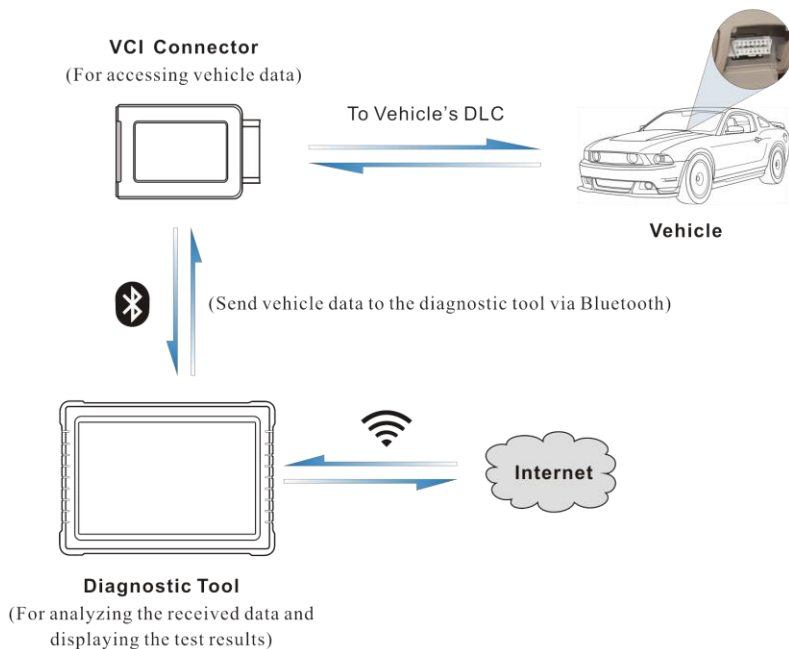 VCI Connector
(For accessing vehicle data)
To Vehicle's DLC
Vehicle
(Send vehicle data to the diagnostic tool via Bluetooth)
Internet
Diagnostic Tool
(For analyzing the received data and
displaying the test results)